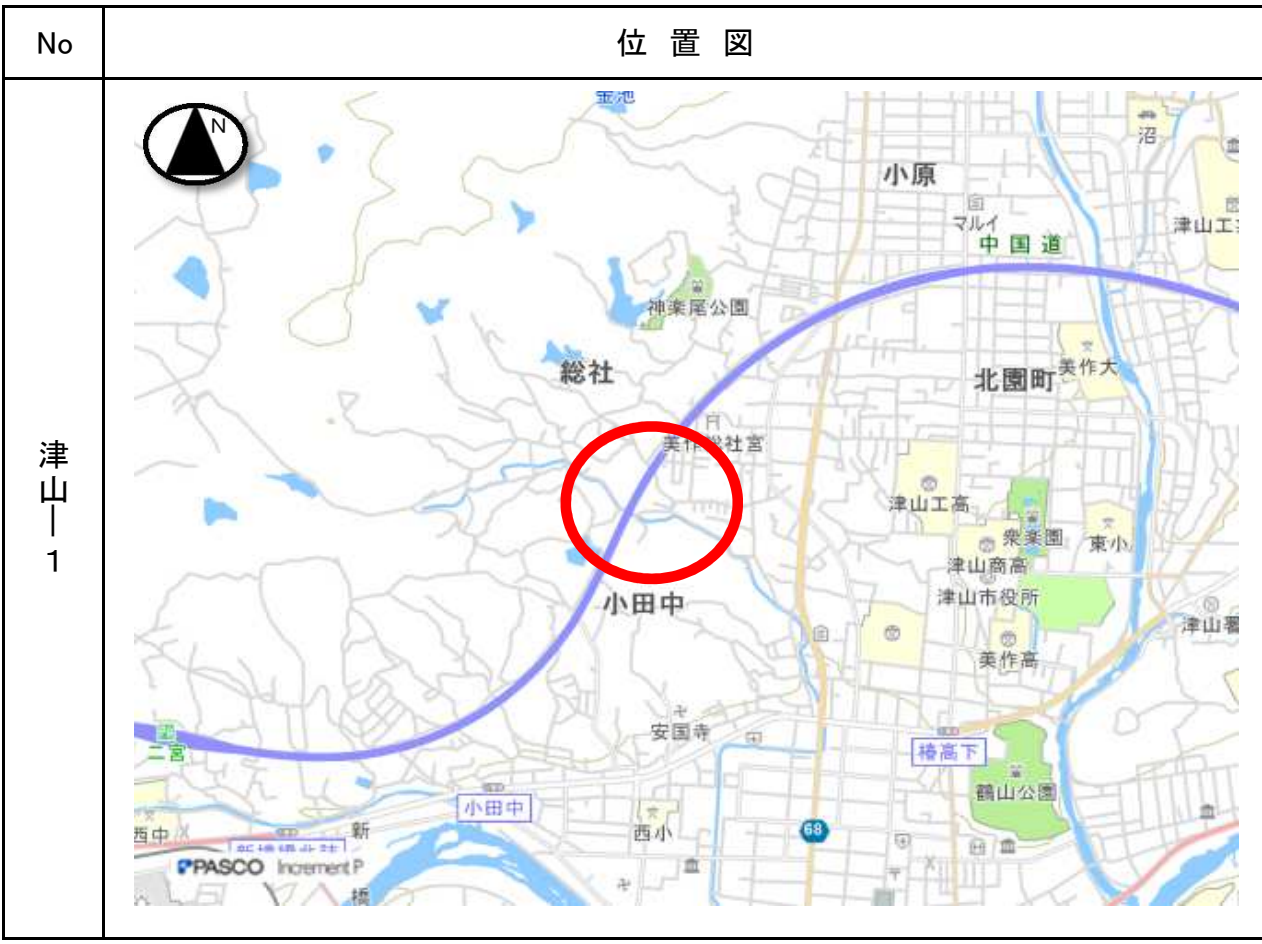 No
位 置 図
津山ー1
N
金池
沼
小原
マルイ
中国道
津山工
神楽尾公園
総社
北園町
美作大
美作総社宮
津山工高
衆楽園
東小
津山商高
津山市役所
小田中
津山署
美作高
安国寺
二宮
椿高下
鶴山公園
小田中
西中
新
西小
68
PASCO Increment P
橋